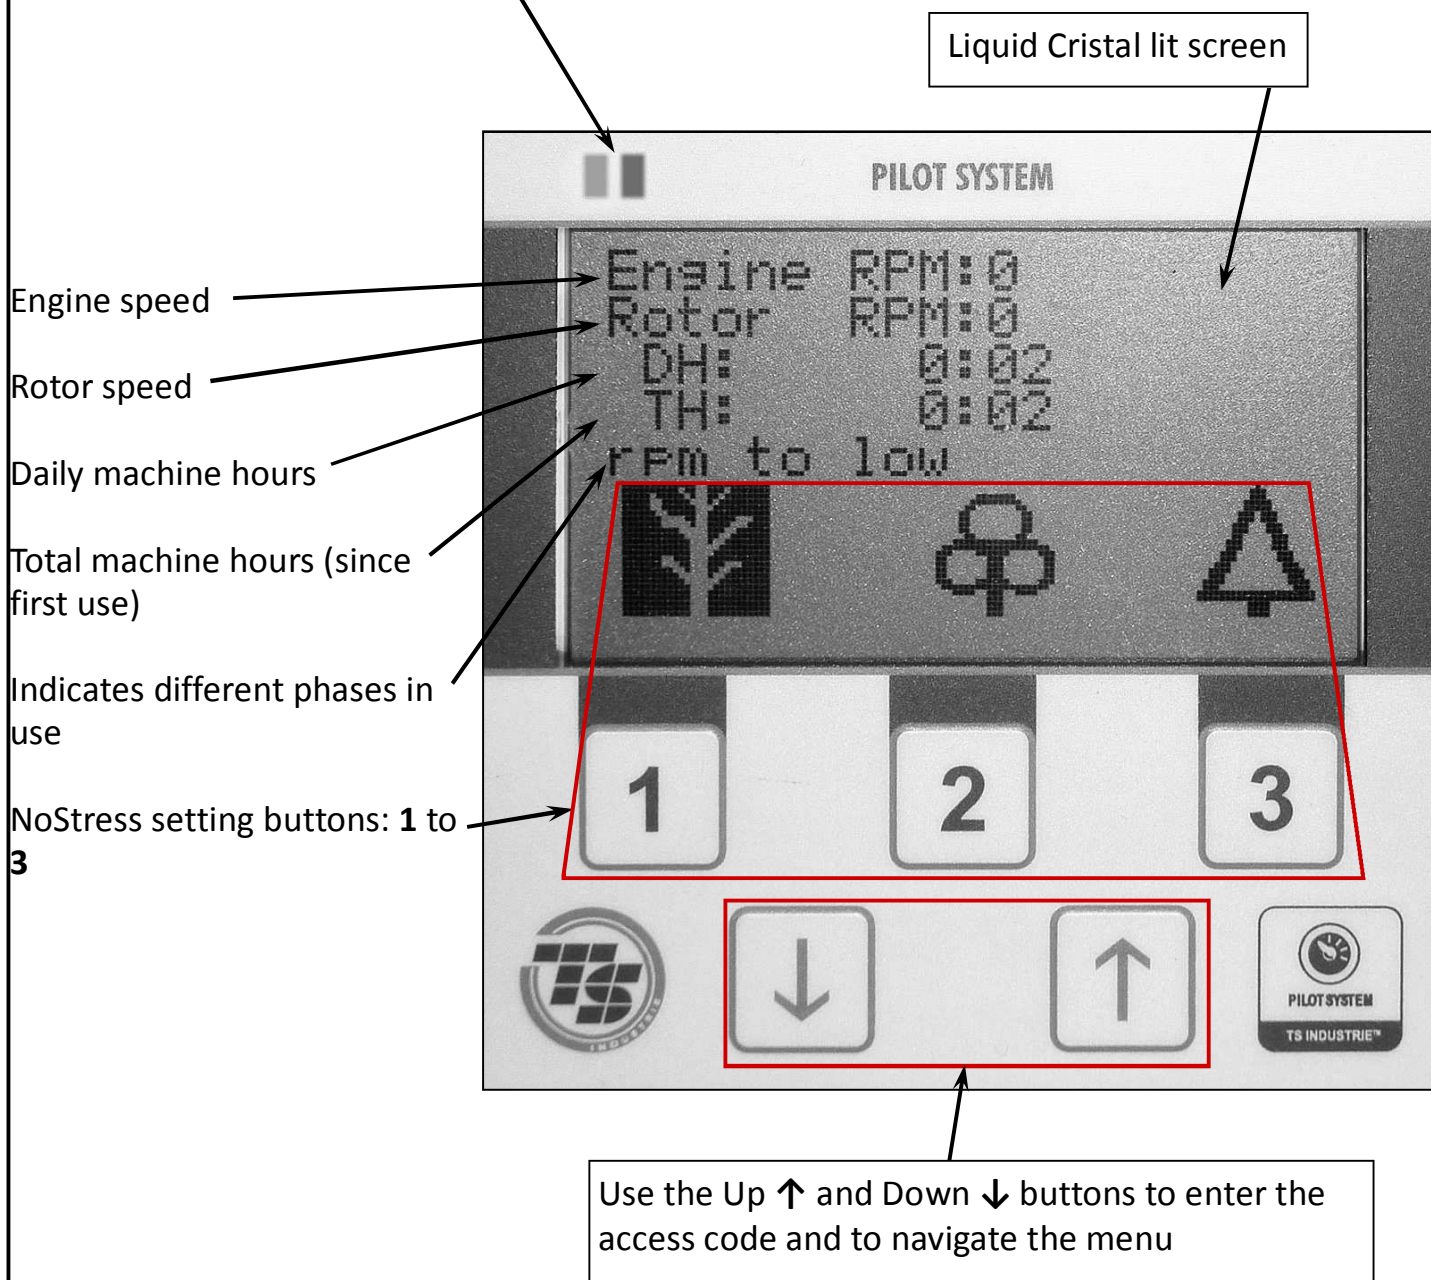 Liquid Cristal lit screen
PILOT SYSTEM
Engine RPM:0
Rotor RPM:0
DH: 0:02
TH: 0:02
rpm to low
Engine speed
Rotor speed
Daily machine hours
Total machine hours (since
first use)
Indicates different phases in
use
NoStress setting buttons: 1 to
3
1 2 3
TS
INDUSTRIE
↓ ↑
PILOT SYSTEM
TS INDUSTRIE™
Use the Up ↑ and Down ↓ buttons to enter the
access code and to navigate the menu